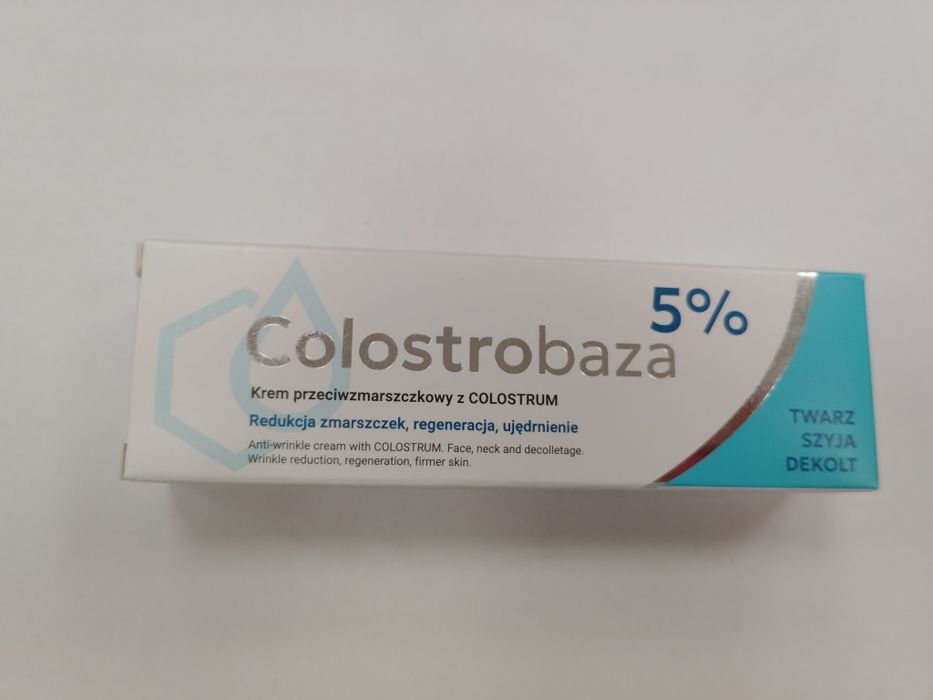 5%
Colostrobaza
Krem przeciwzmarszczkowy z COLOSTRUM
Redukcja zmarszczek, regeneracja, ujędrnienie
Anti-wrinkle cream with COLOSTRUM. Face, neck and decolletage.
Wrinkle reduction, regeneration, firmer skin.
TWARZ
SZYJA
DEKOLT